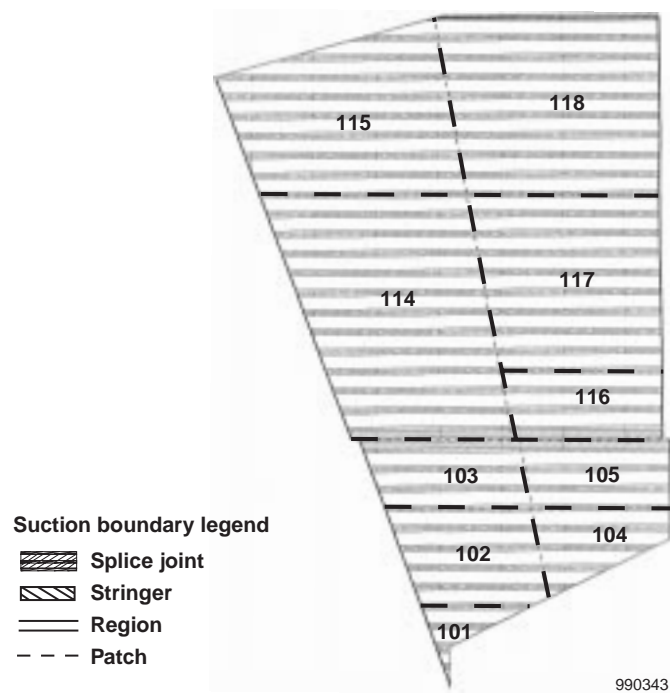 118
115
117
114
116
103
105
104
102
101
Suction boundary legend
Splice joint
Stringer
Region
Patch
990343